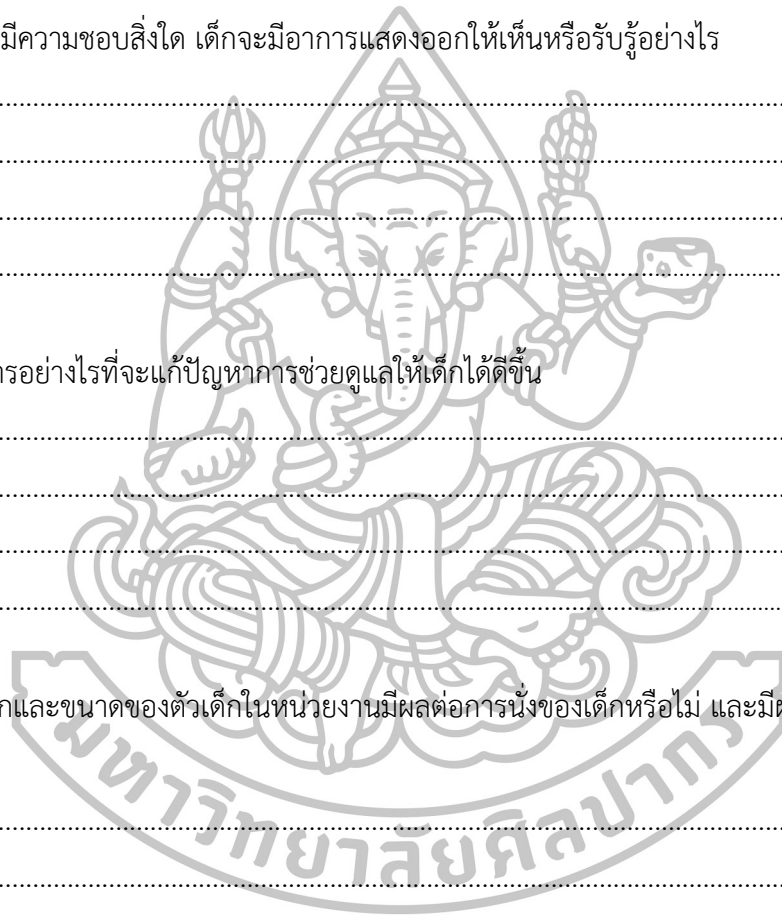 มีความชอบสิ่งใด เด็กจะมีอาการแสดงออกให้เห็นหรือรับรู้อย่างไร
................................................................................
................................................................................
................................................................................
................................................................................
อย่างไรที่จะแก้ปัญหาการช่วยดูแลให้เด็กได้ดีขึ้น
................................................................................
................................................................................
................................................................................
................................................................................
และขนาดของตัวเด็กในหน่วยงานมีผลต่อการนั่งของเด็กหรือไม่ และมี
................................................................................
................................................................................
มหาวิทยาลัยศิลปากร